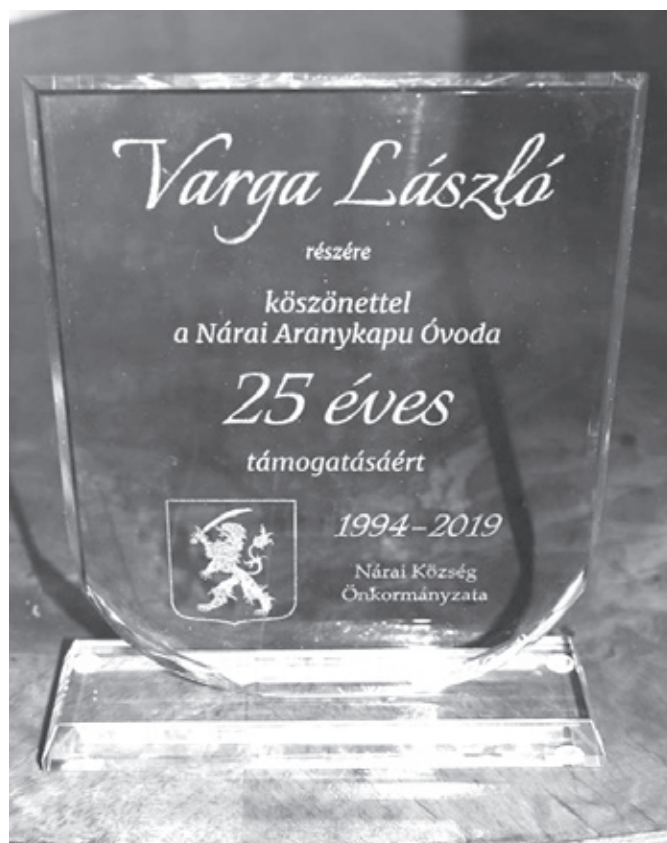 Varga László
részére
köszönettel
a Nárai Aranykapu Óvoda
25 éves
támogatásáért
1994–2019
Nárai Község
Önkormányzata